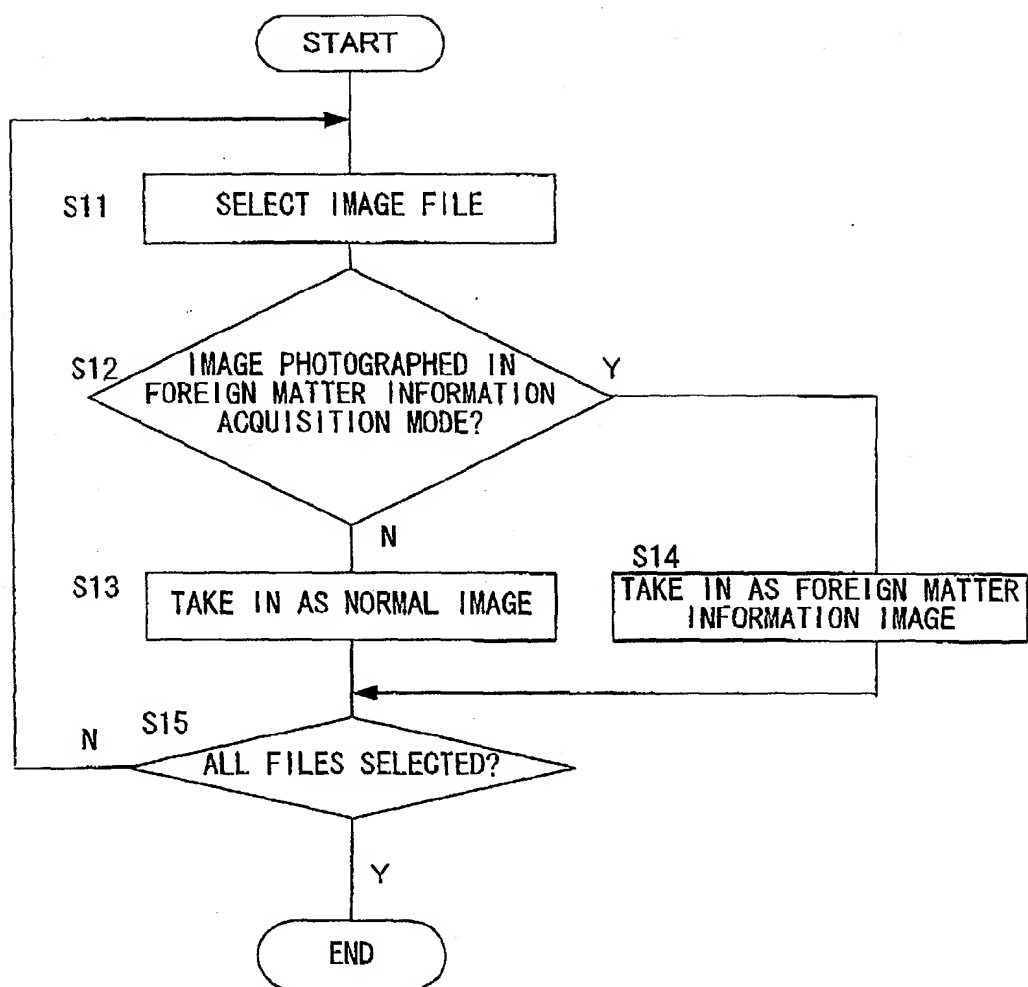 START
S11
SELECT IMAGE FILE
S12
IMAGE PHOTOGRAPHED IN
FOREIGN MATTER INFORMATION
ACQUISITION MODE?
Y
N
S13
TAKE IN AS NORMAL IMAGE
S14
TAKE IN AS FOREIGN MATTER
INFORMATION IMAGE
S15
N
ALL FILES SELECTED?
Y
END